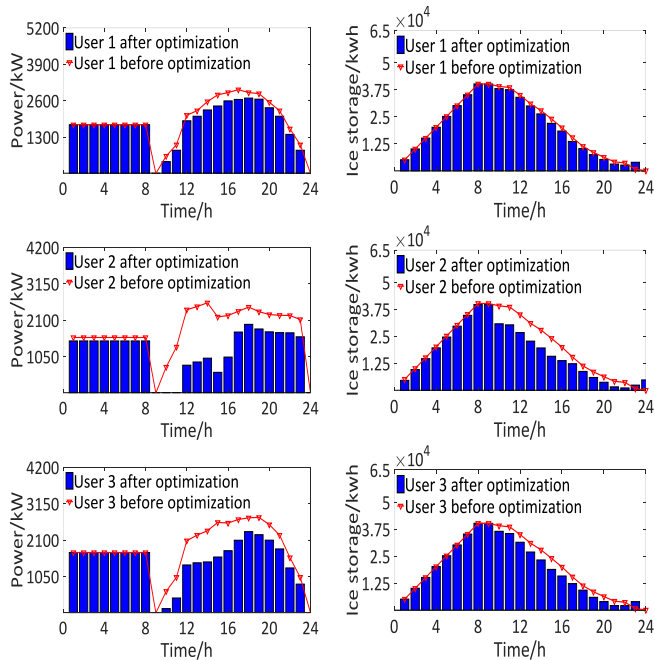 5200
3900
2600
1300
Power/kW
User 1 after optimization
User 1 before optimization
0 4 8 12 16 20 24
Time/h
×10⁴
6.5
5
3.75
2.5
1.25
Ice storage/kwh
User 1 after optimization
User 1 before optimization
0 4 8 12 16 20 24
Time/h
4200
3150
2100
1050
Power/kW
User 2 after optimization
User 2 before optimization
0 4 8 12 16 20 24
Time/h
×10⁴
6.5
5
3.75
2.5
1.25
Ice storage/kwh
User 2 after optimization
User 2 before optimization
0 4 8 12 16 20 24
Time/h
4200
3150
2100
1050
Power/kW
User 3 after optimization
User 3 before optimization
0 4 8 12 16 20 24
Time/h
×10⁴
6.5
5
3.75
2.5
1.25
Ice storage/kwh
User 3 after optimization
User 3 before optimization
0 4 8 12 16 20 24
Time/h